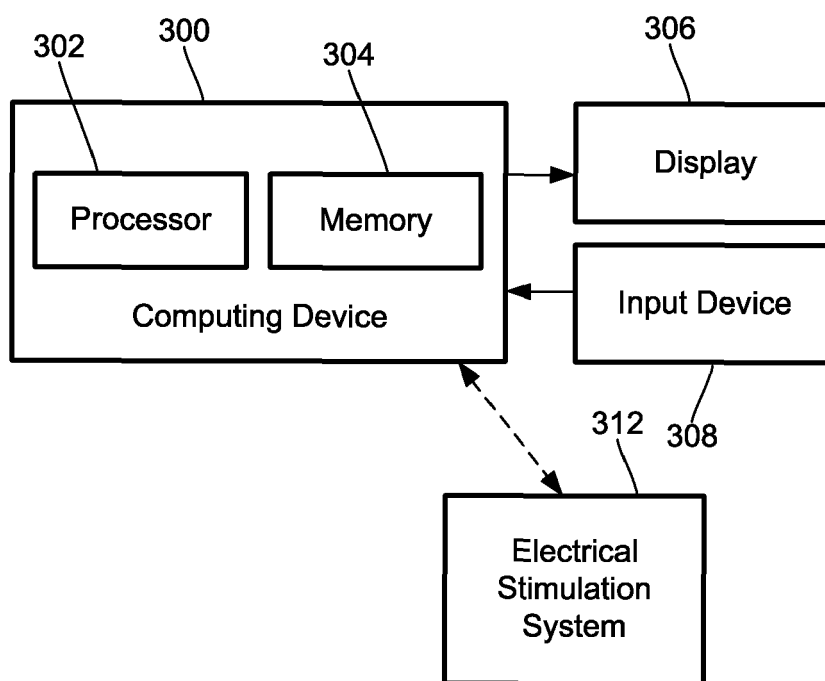 302
300
304
306
Processor
Memory
Computing Device
Display
Input Device
308
312
Electrical
Stimulation
System